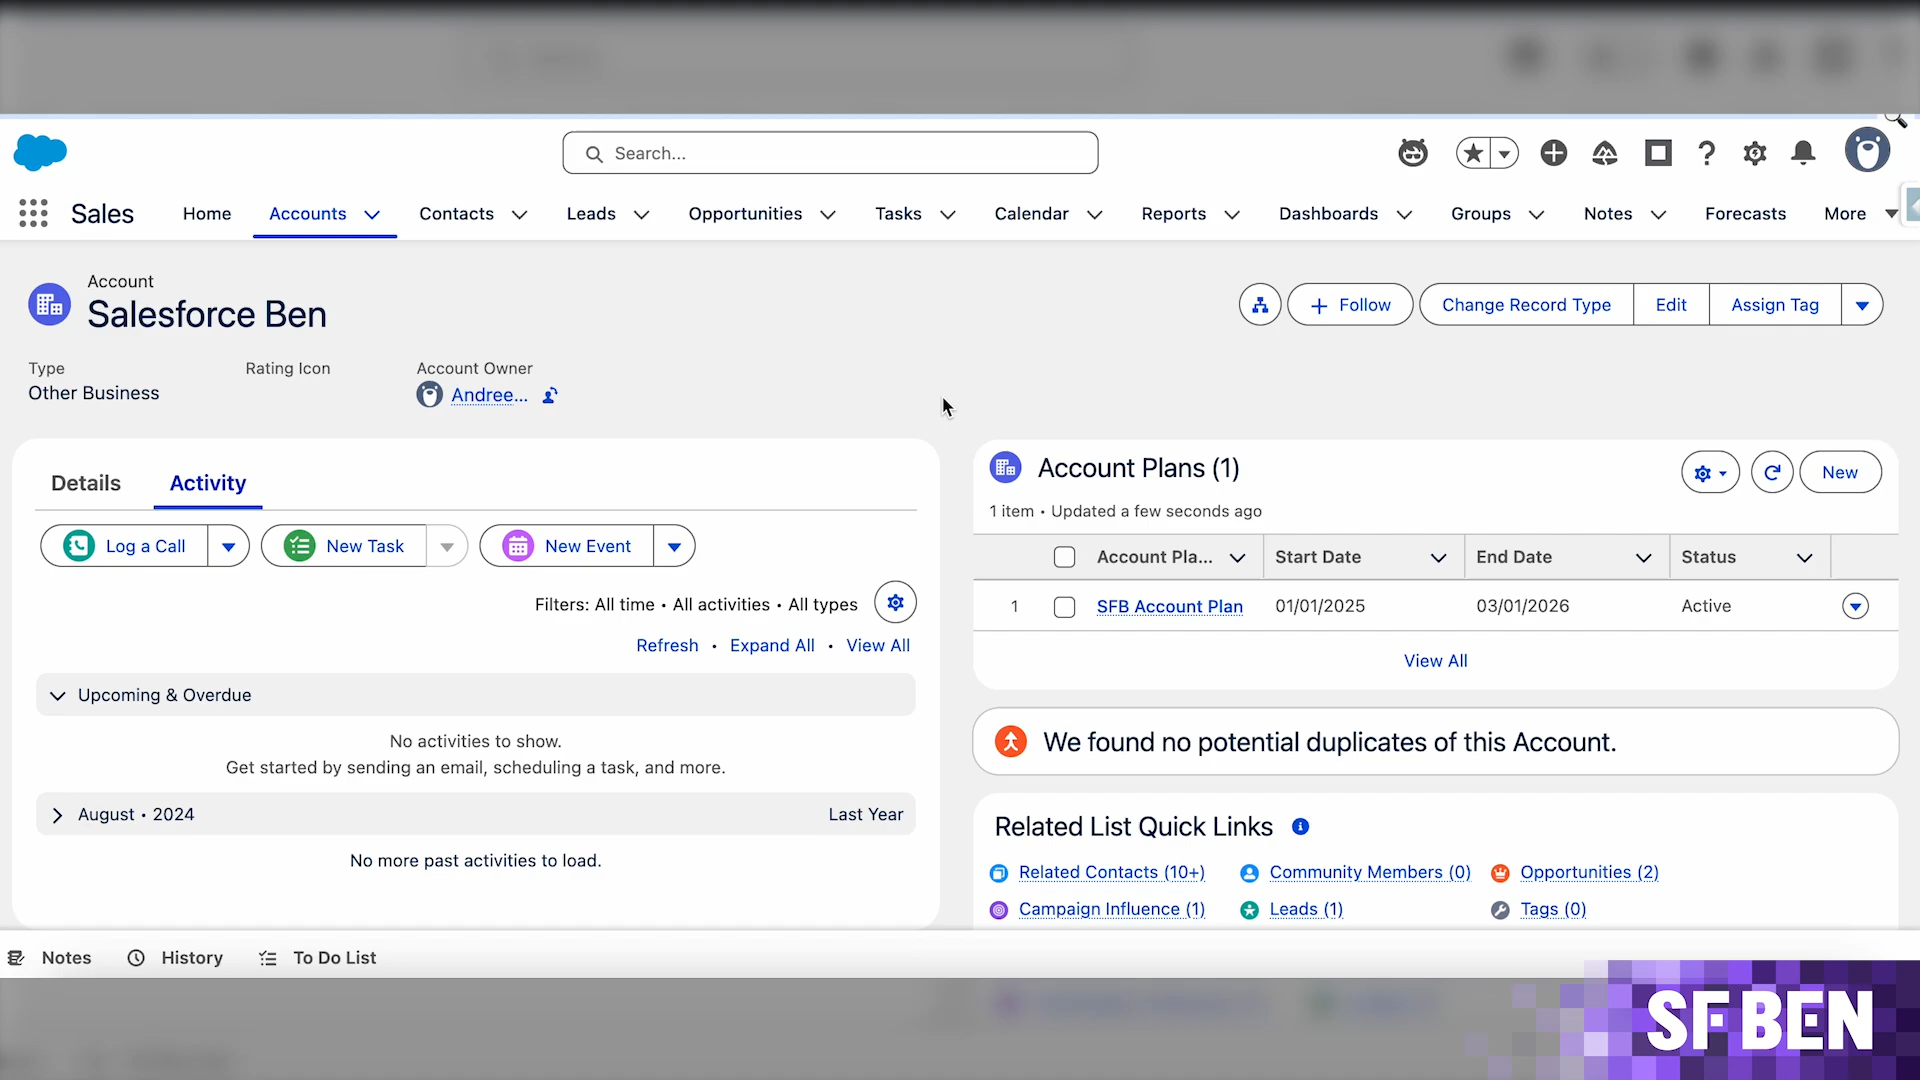 Search...
Sales
Home
Accounts
Contacts
Leads
Opportunities
Tasks
Calendar
Reports
Dashboards
Groups
Notes
Forecasts
More
Account
Salesforce Ben
Follow
Change Record Type
Edit
Assign Tag
Type
Rating Icon
Account Owner
Other Business
Andree...
Details
Activity
Log a Call
New Task
New Event
Filters: All time • All activities • All types
Refresh • Expand All • View All
Upcoming & Overdue
No activities to show.
Get started by sending an email, scheduling a task, and more.
August • 2024
Last Year
No more past activities to load.
Account Plans (1)
New
1 item • Updated a few seconds ago
Account Pla...
Start Date
End Date
Status
1
SFB Account Plan
01/01/2025
03/01/2026
Active
View All
We found no potential duplicates of this Account.
Related List Quick Links
Related Contacts (10+)
Community Members (0)
Opportunities (2)
Campaign Influence (1)
Leads (1)
Tags (0)
Notes
History
To Do List
SF BEN